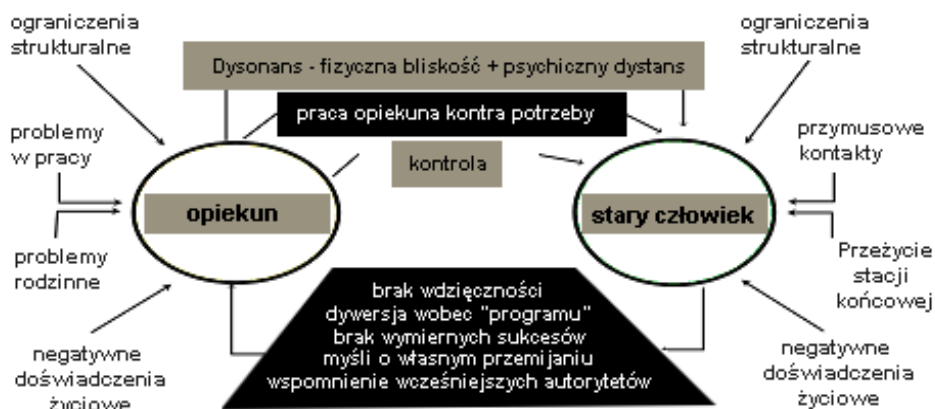 ograniczenia
strukturalne
ograniczenia
strukturalne
Dysonans - fizyczna bliskość + psychiczny dystans
praca opiekuna kontra potrzeby
kontrola
problemy
w pracy
przymusowe
kontakty
opiekun
stary człowiek
problemy
rodzinne
Przeżycie
stacji
końcowej
brak wdzięczności
dywersja wobec "programu"
brak wymiernych sukcesów
myśli o własnym przemijaniu
wspomnienie wcześniejszych autorytetów
negatywne
doświadczenia
życiowe
negatywne
doświadczenia
życiowe